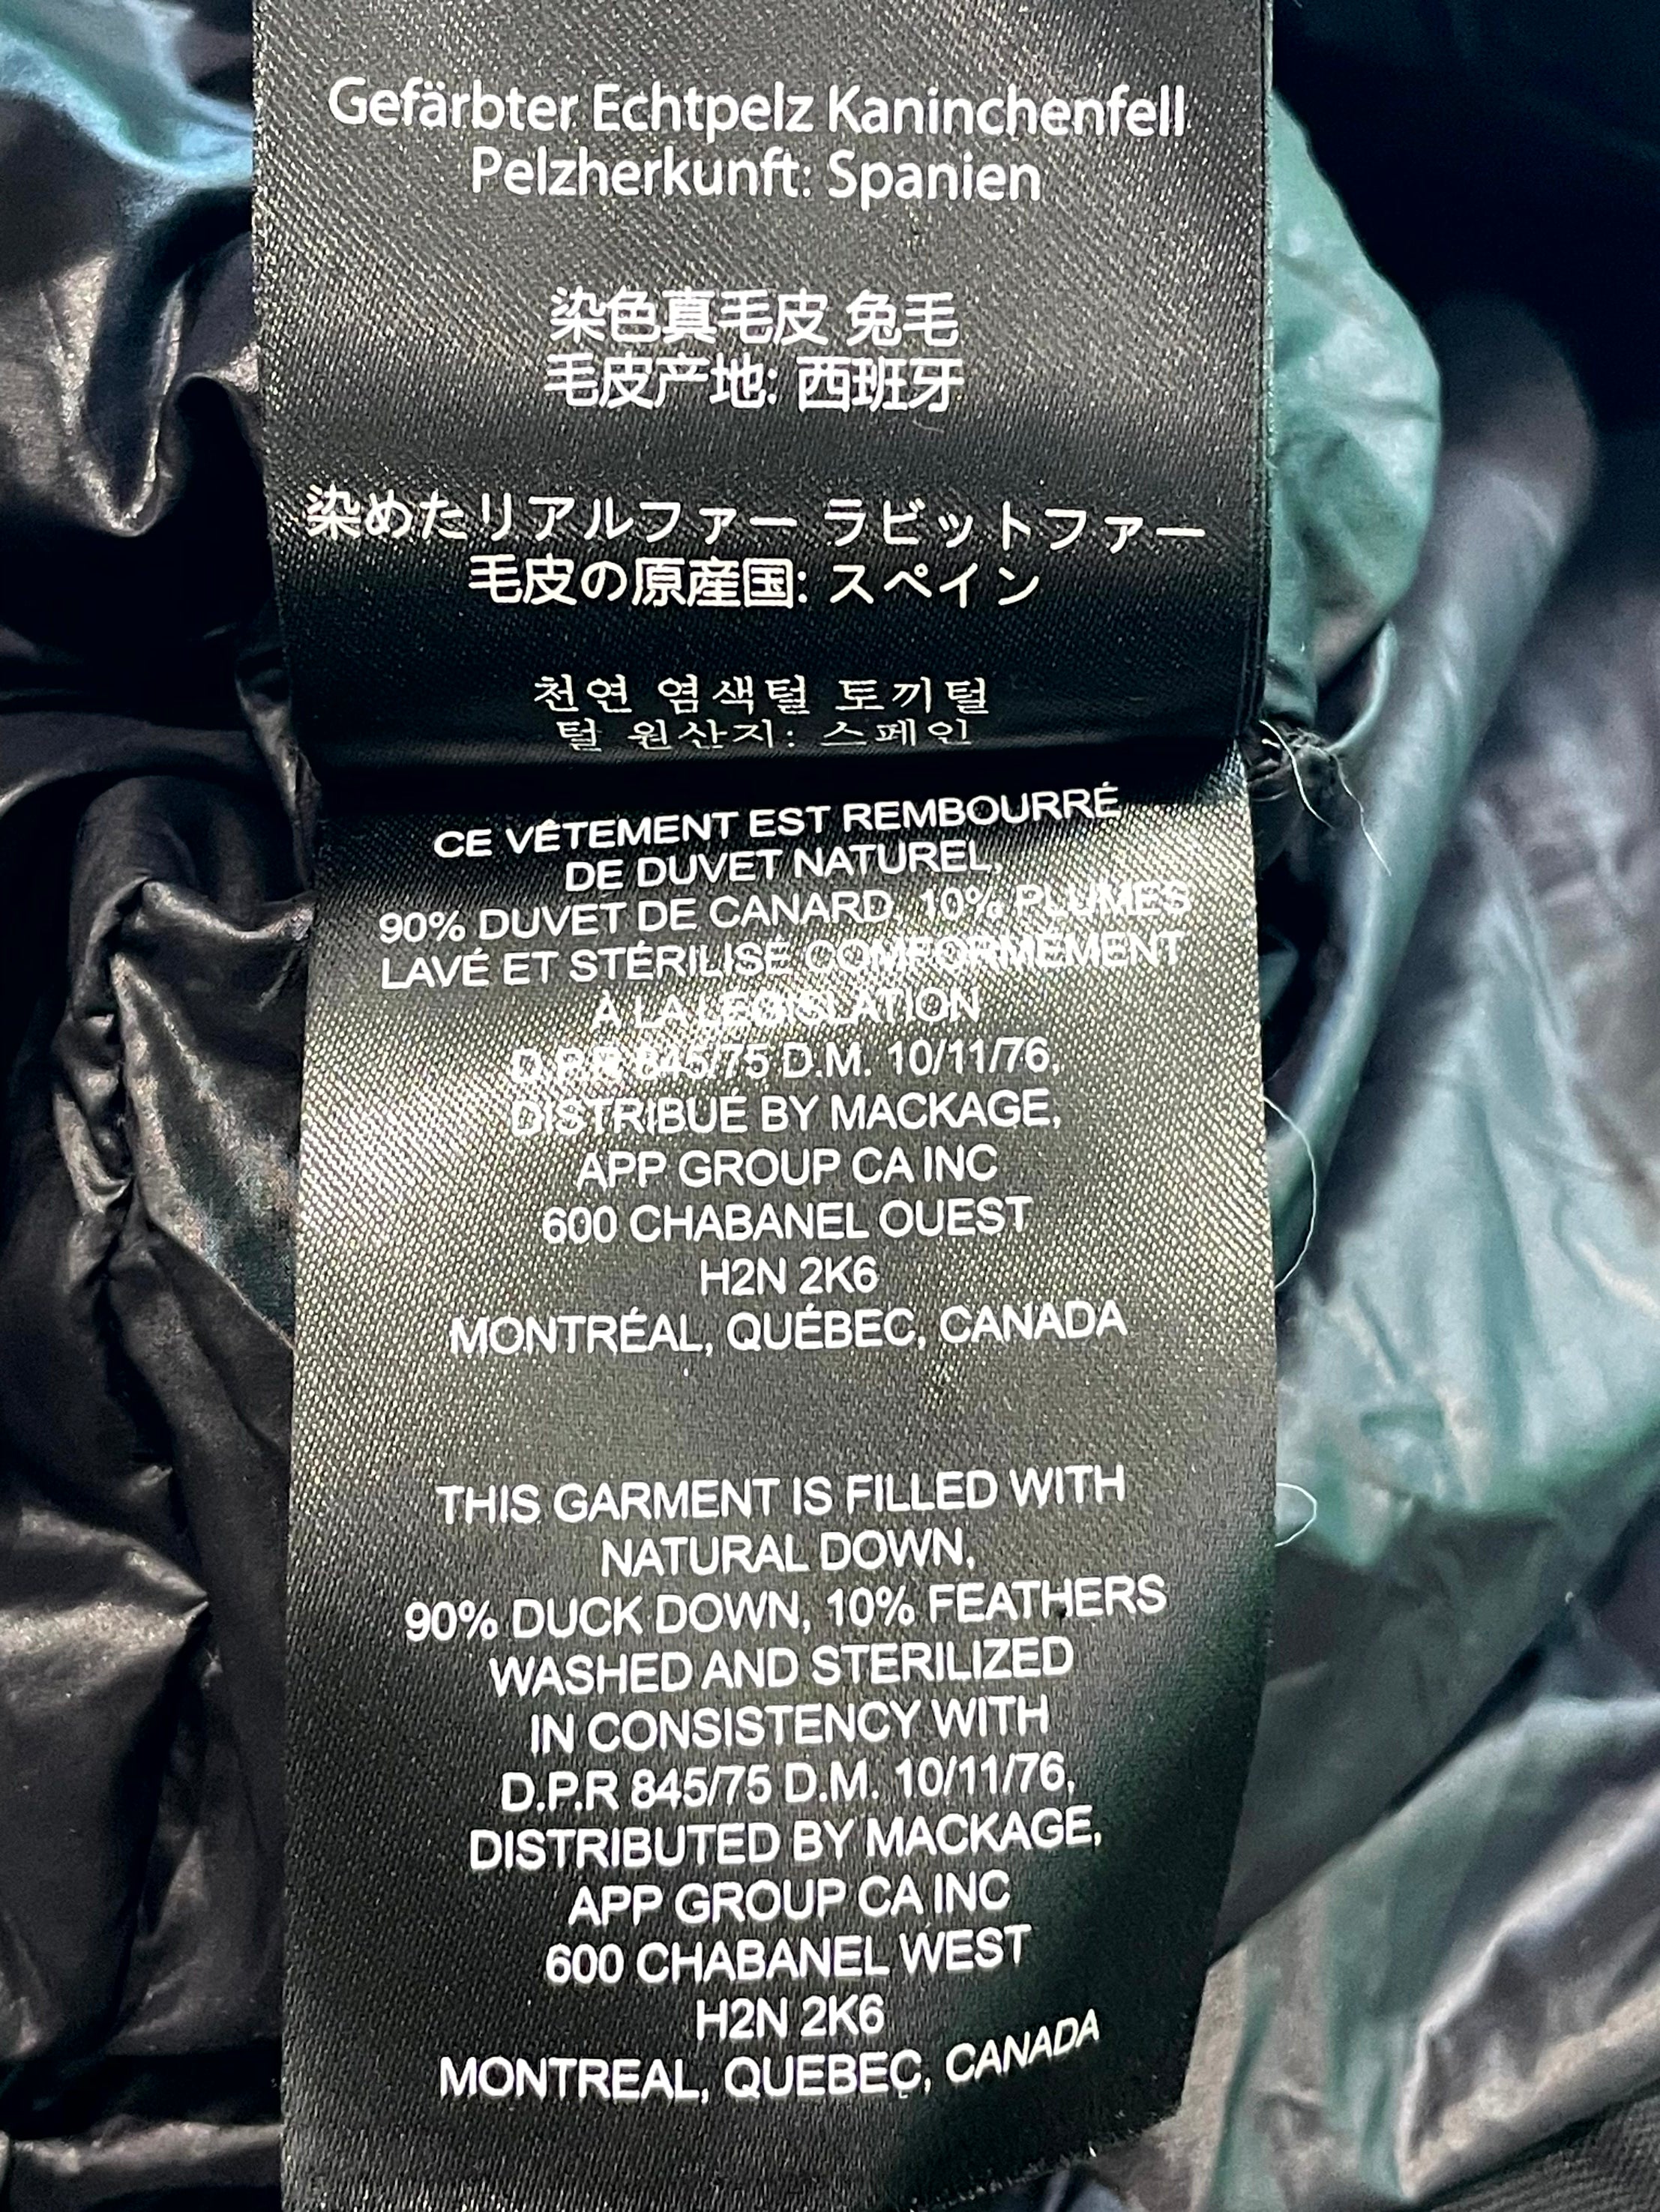 Gefärbter Echtpelz Kaninchenfell
Pelzherkunft: Spanien
染色真毛皮 兔毛
毛皮产地: 西班牙
染めたリアルファー ラビットファー
毛皮の原産国: スペイン
천연 염색털 토끼털
털 원산지: 스페인
CE VÊTEMENT EST REMBOURRÉ
DE DUVET NATUREL,
90% DUVET DE CANARD, 10% PLUMES
LAVÉ ET STÉRILISÉ CONFORMÉMENT
À LA LEGISLATION
D.P.R 845/75 D.M. 10/11/76,
DISTRIBUÉ BY MACKAGE,
APP GROUP CA INC
600 CHABANEL OUEST
H2N 2K6
MONTRÉAL, QUÉBEC, CANADA
THIS GARMENT IS FILLED WITH
NATURAL DOWN,
90% DUCK DOWN, 10% FEATHERS
WASHED AND STERILIZED
IN CONSISTENCY WITH
D.P.R 845/75 D.M. 10/11/76,
DISTRIBUTED BY MACKAGE,
APP GROUP CA INC
600 CHABANEL WEST
H2N 2K6
MONTREAL, QUEBEC, CANADA